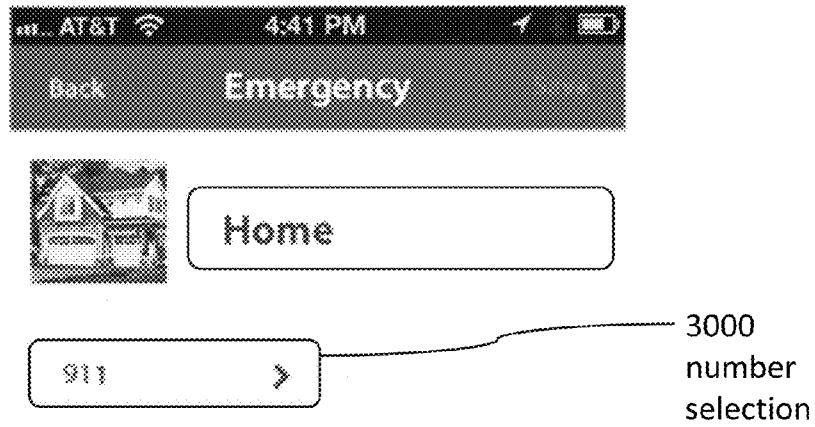 AT&T 4:41 PM
Back Emergency
Home
911 >
3000
number
selection